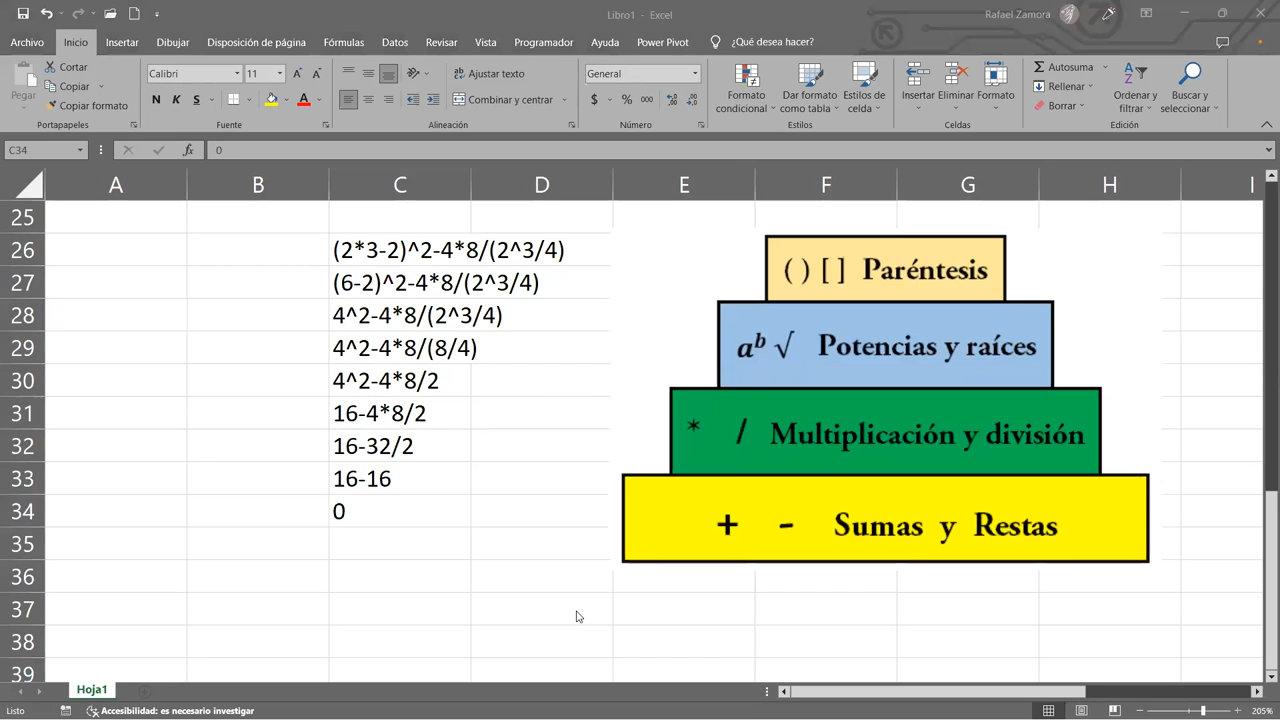 Libro1 - Excel
Rafael Zamora
Archivo Inicio Insertar Dibujar Disposición de página Fórmulas Datos Revisar Vista Programador Ayuda Power Pivot ¿Qué desea hacer?
Pegar
Cortar
Copiar
Copiar formato
Portapapeles
Calibri 11
N K S
Fuente
Ajustar texto
Combinar y centrar
Alineación
General
$ % 000
Número
Formato condicional
Dar formato como tabla
Estilos de celda
Estilos
Insertar Eliminar Formato
Celdas
Autosuma
Rellenar
Borrar
Ordenar y filtrar
Buscar y seleccionar
Edición
C34 fx 0
A B C D E F G H I
25
26 (2*3-2)^2-4*8/(2^3/4)
27 (6-2)^2-4*8/(2^3/4)
28 4^2-4*8/(2^3/4)
29 4^2-4*8/(8/4)
30 4^2-4*8/2
31 16-4*8/2
32 16-32/2
33 16-16
34 0
35
36
37
38
39
( ) [ ] Paréntesis
aᵇ √ Potencias y raíces
* / Multiplicación y división
+ - Sumas y Restas
Hoja1
Listo Accesibilidad: es necesario investigar 205%